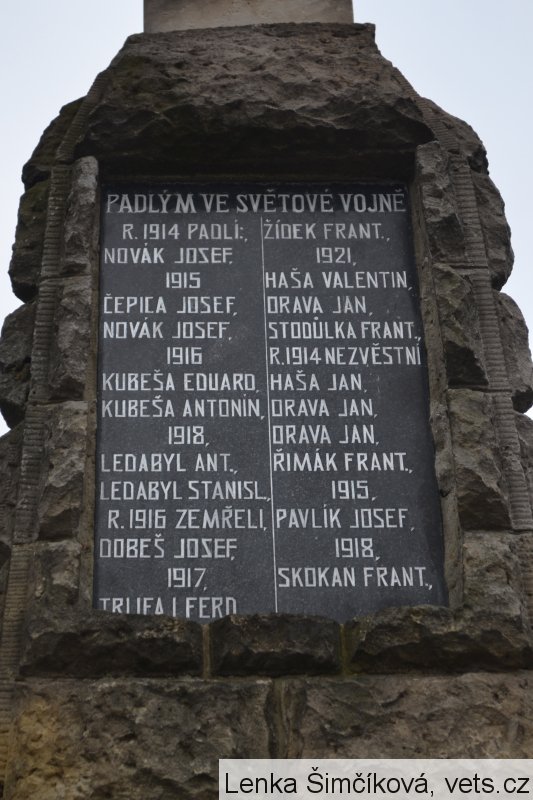 PADLÝM VE SVĚTOVÉ VOJNĚ
R. 1914 PADLÍ:,
NOVÁK JOSEF,
1915
ČEPICA JOSEF,
NOVÁK JOSEF,
1916
KUBEŠA EDUARD,
KUBEŠA ANTONÍN,
1918,
LEDABYL ANT.,
LEDABYL STANISL.,
R. 1916 ZEMŘELI,
DOBEŠ JOSEF,
1917,
ŽÍDEK FRANT.,
1921,
HAŠA VALENTIN,
ORAVA JAN,
STODŮLKA FRANT.,
R.1914 NEZVĚSTNÍ
HAŠA JAN,
ORAVA JAN,
ORAVA JAN,
ŘIMÁK FRANT.,
1915,
PAVLÍK JOSEF,
1918,
SKOKAN FRANT.,
Lenka Šimčíková, vets.cz